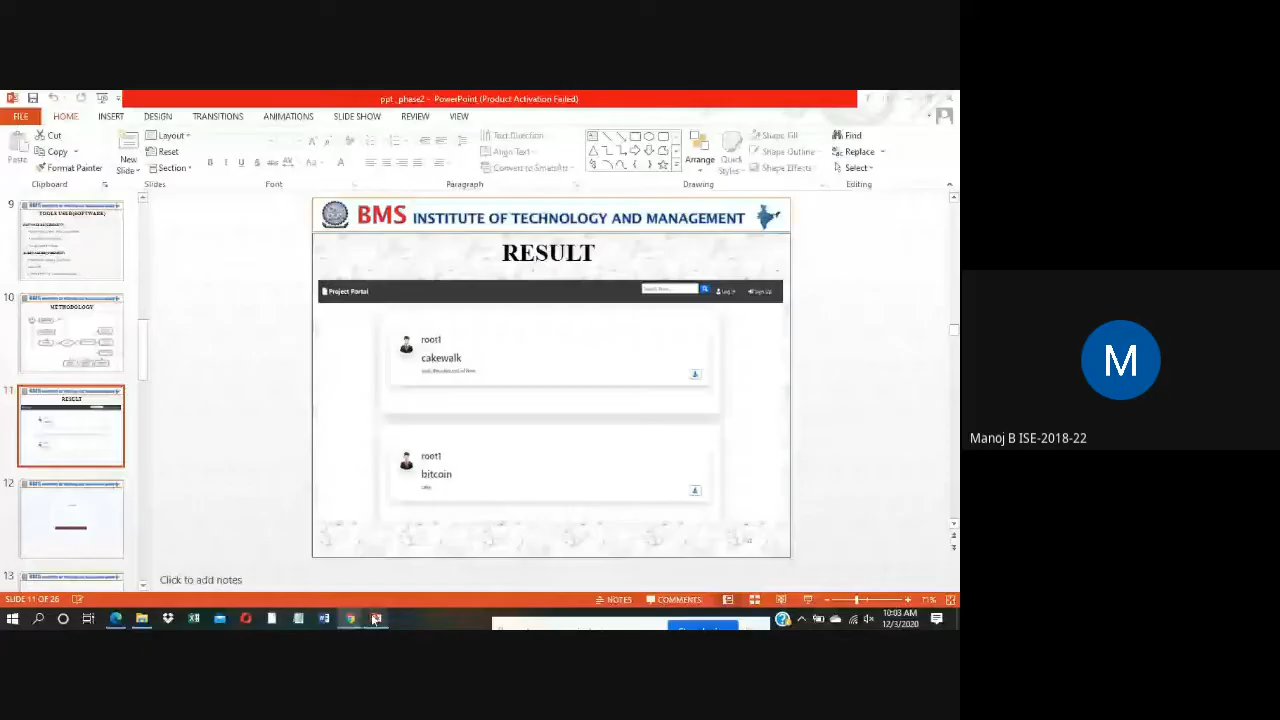 ppt_phase2 - PowerPoint (Product Activation Failed)
FILE HOME INSERT DESIGN TRANSITIONS ANIMATIONS SLIDE SHOW REVIEW VIEW
Paste
Cut
Copy
Format Painter
Clipboard
New
Slide
Layout
Reset
Section
Slides
Font
Text Direction
Align Text
Convert to SmartArt
Paragraph
Arrange
Quick
Styles
Shape Fill
Shape Outline
Shape Effects
Drawing
Find
Replace
Select
Editing
9
TOOLS USED(SOFTWARE)
10
METHODOLOGY
11
RESULT
12
13
BMS INSTITUTE OF TECHNOLOGY AND MANAGEMENT
RESULT
Project Portal
Log In
Sign Up
root1
cakewalk
root1
bitcoin
Click to add notes
SLIDE 11 OF 26
NOTES
COMMENTS
71%
10:03 AM
12/3/2020
M
Manoj B ISE-2018-22